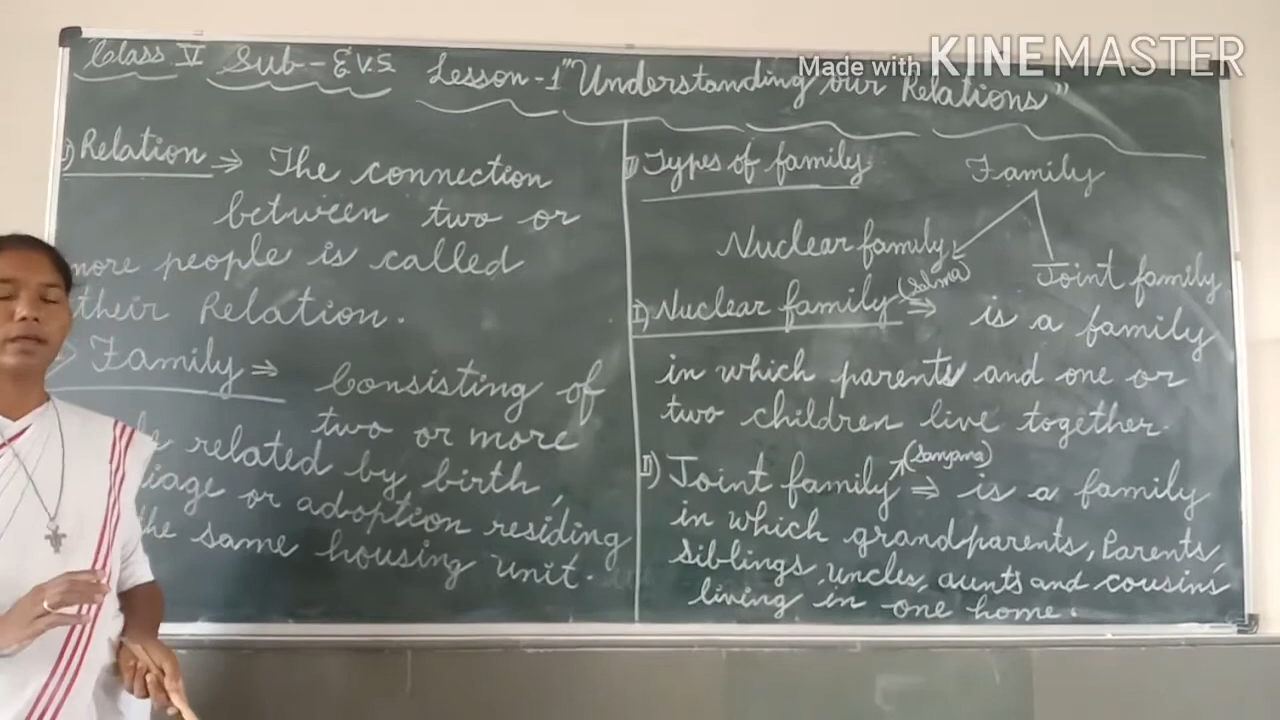 Made with KINEMASTER
Class V Sub - E V.S Lesson - 1 "Understanding our Relations"
I) Relation ⇒ The connection
between two or
more people is called
their Relation.
Family ⇒ Consisting of
two or more
related by birth,
or adoption residing
the same housing unit.
II) Types of family
Family
Nuclear family
Joint family
I) Nuclear family (Salma) ⇒ is a family
in which parents and one or
two children live together.
II) Joint family (Sanjana) ⇒ is a family
in which grandparents, Parents,
Siblings, uncles, aunts and cousins
living in one home.